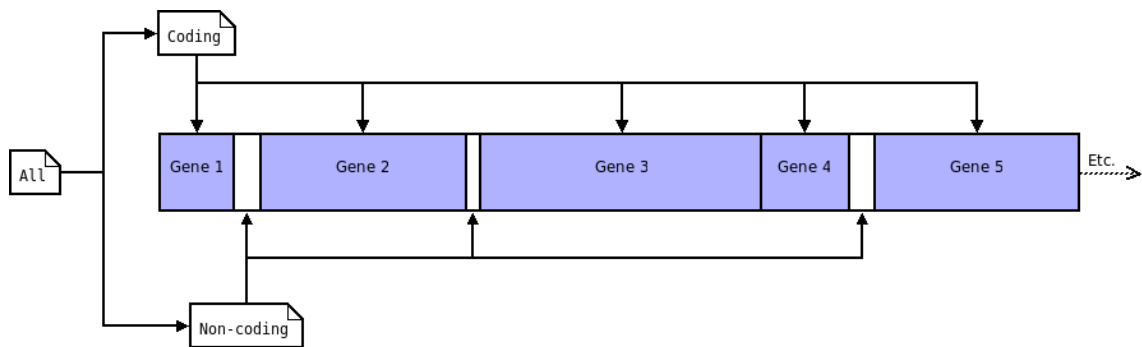 Coding
Gene 1
Gene 2
Gene 3
Gene 4
Gene 5
Etc.
All
Non-coding